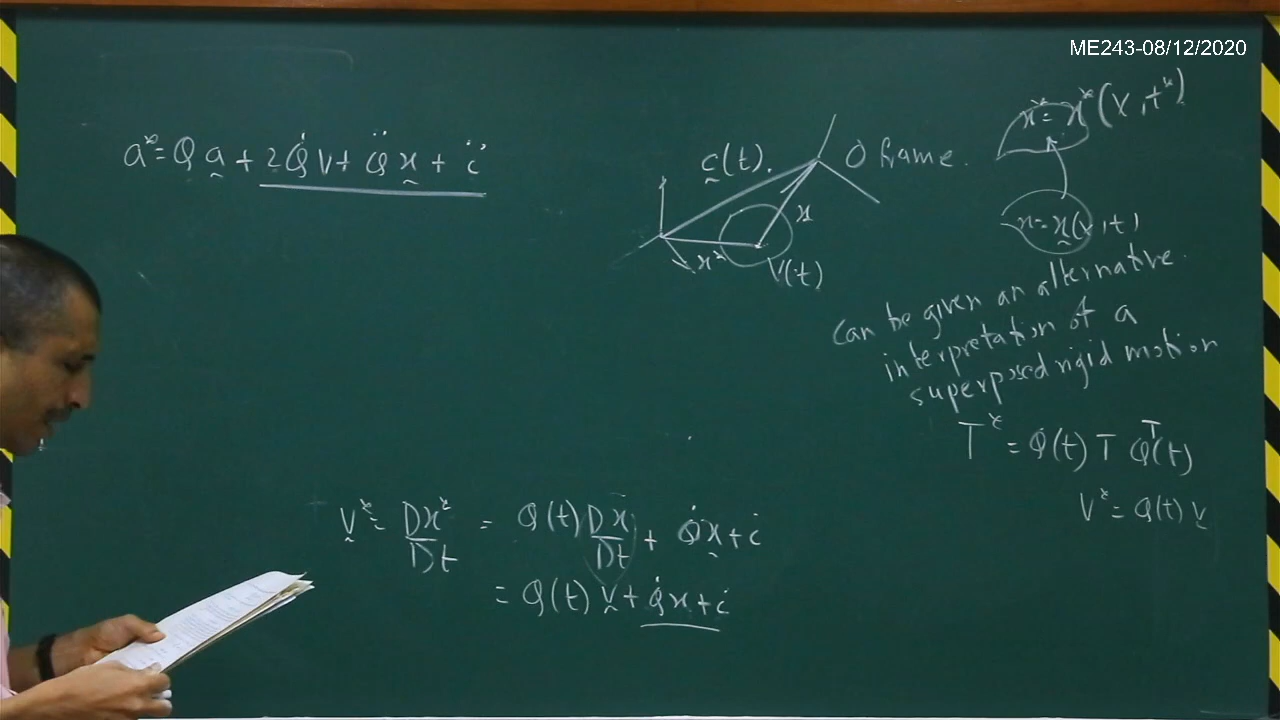 ME243-08/12/2020
a* = Q a + 2Q̇ v + Q̈ x + c̈
c(t).
O frame.
x
x*
V(t)
x* = x*(X, t*)
x = x(X, t)
Can be given an alternative
interpretation of a
superposed rigid motion
T* = Q(t) T Qᵀ(t)
V* = Q(t) v
v* = Dx*/Dt = Q(t) Dx/Dt + Q̇x + ċ
= Q(t) v + Q̇x + ċ